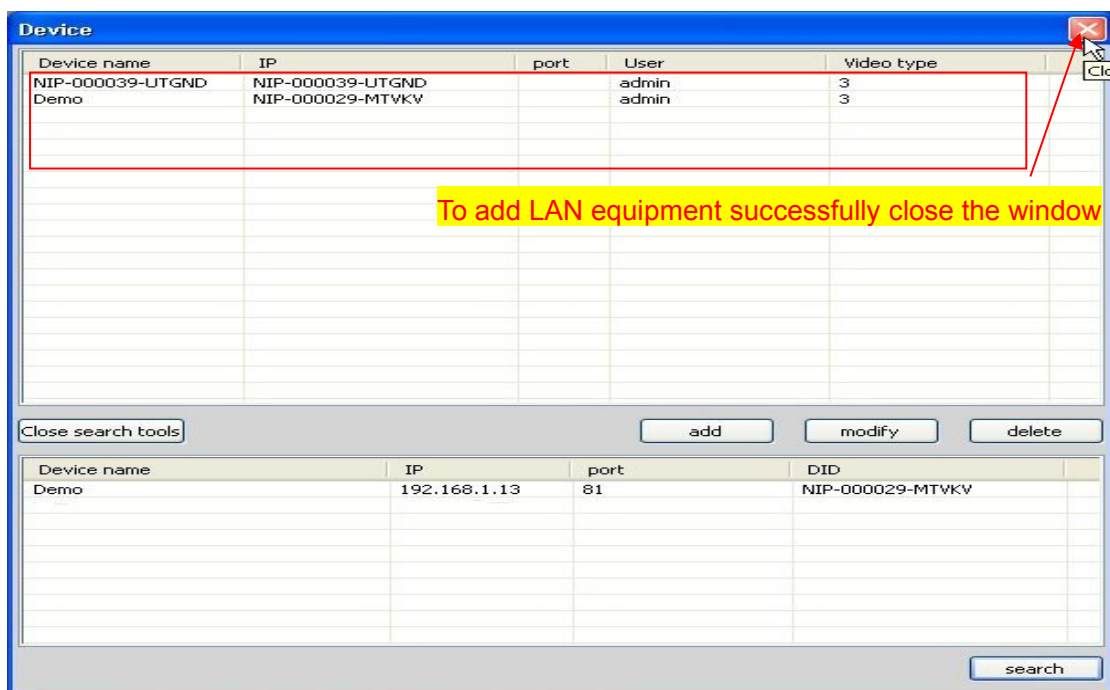 Device
Device name IP port User Video type
NIP-000039-UTGND NIP-000039-UTGND admin 3
Demo NIP-000029-MTVKV admin 3
Clo
To add LAN equipment successfully close the window
Close search tools add modify delete
Device name IP port DID
Demo 192.168.1.13 81 NIP-000029-MTVKV
search